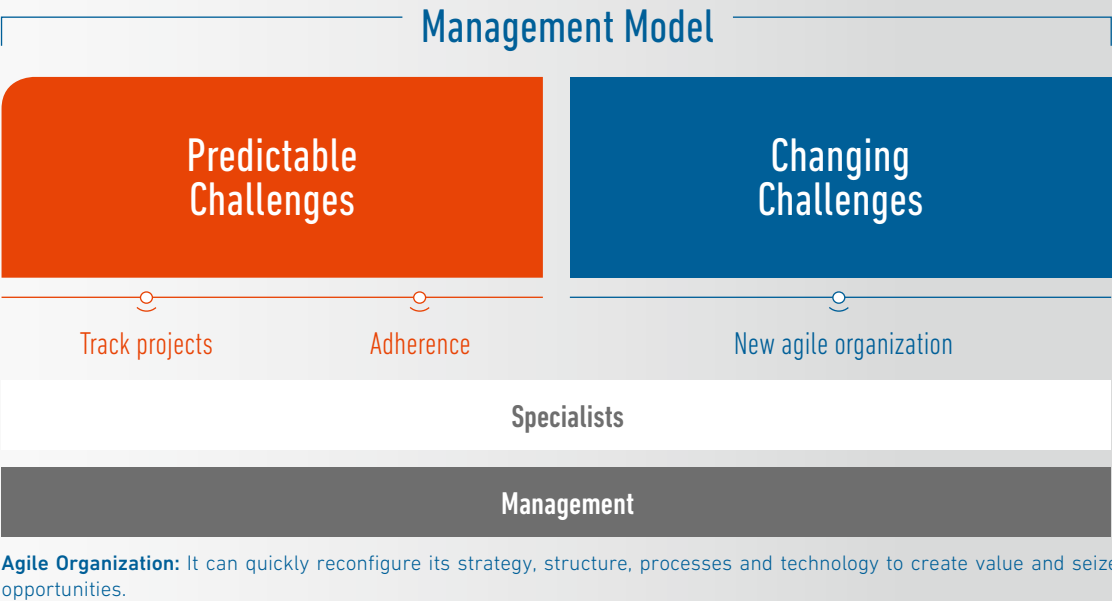 Management Model
Predictable
Challenges
Changing
Challenges
Track projects
Adherence
New agile organization
Specialists
Management
Agile Organization: It can quickly reconfigure its strategy, structure, processes and technology to create value and seize
opportunities.